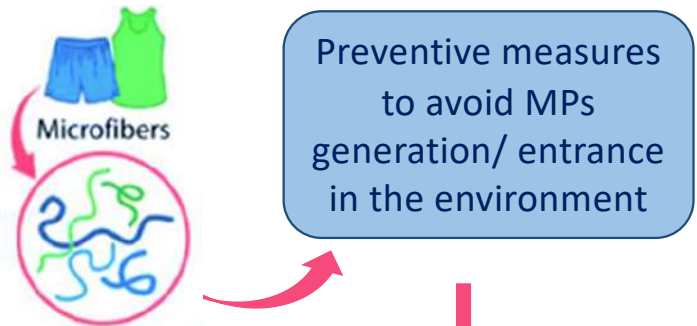 Microfibers
Preventive measures
to avoid MPs
generation/ entrance
in the environment